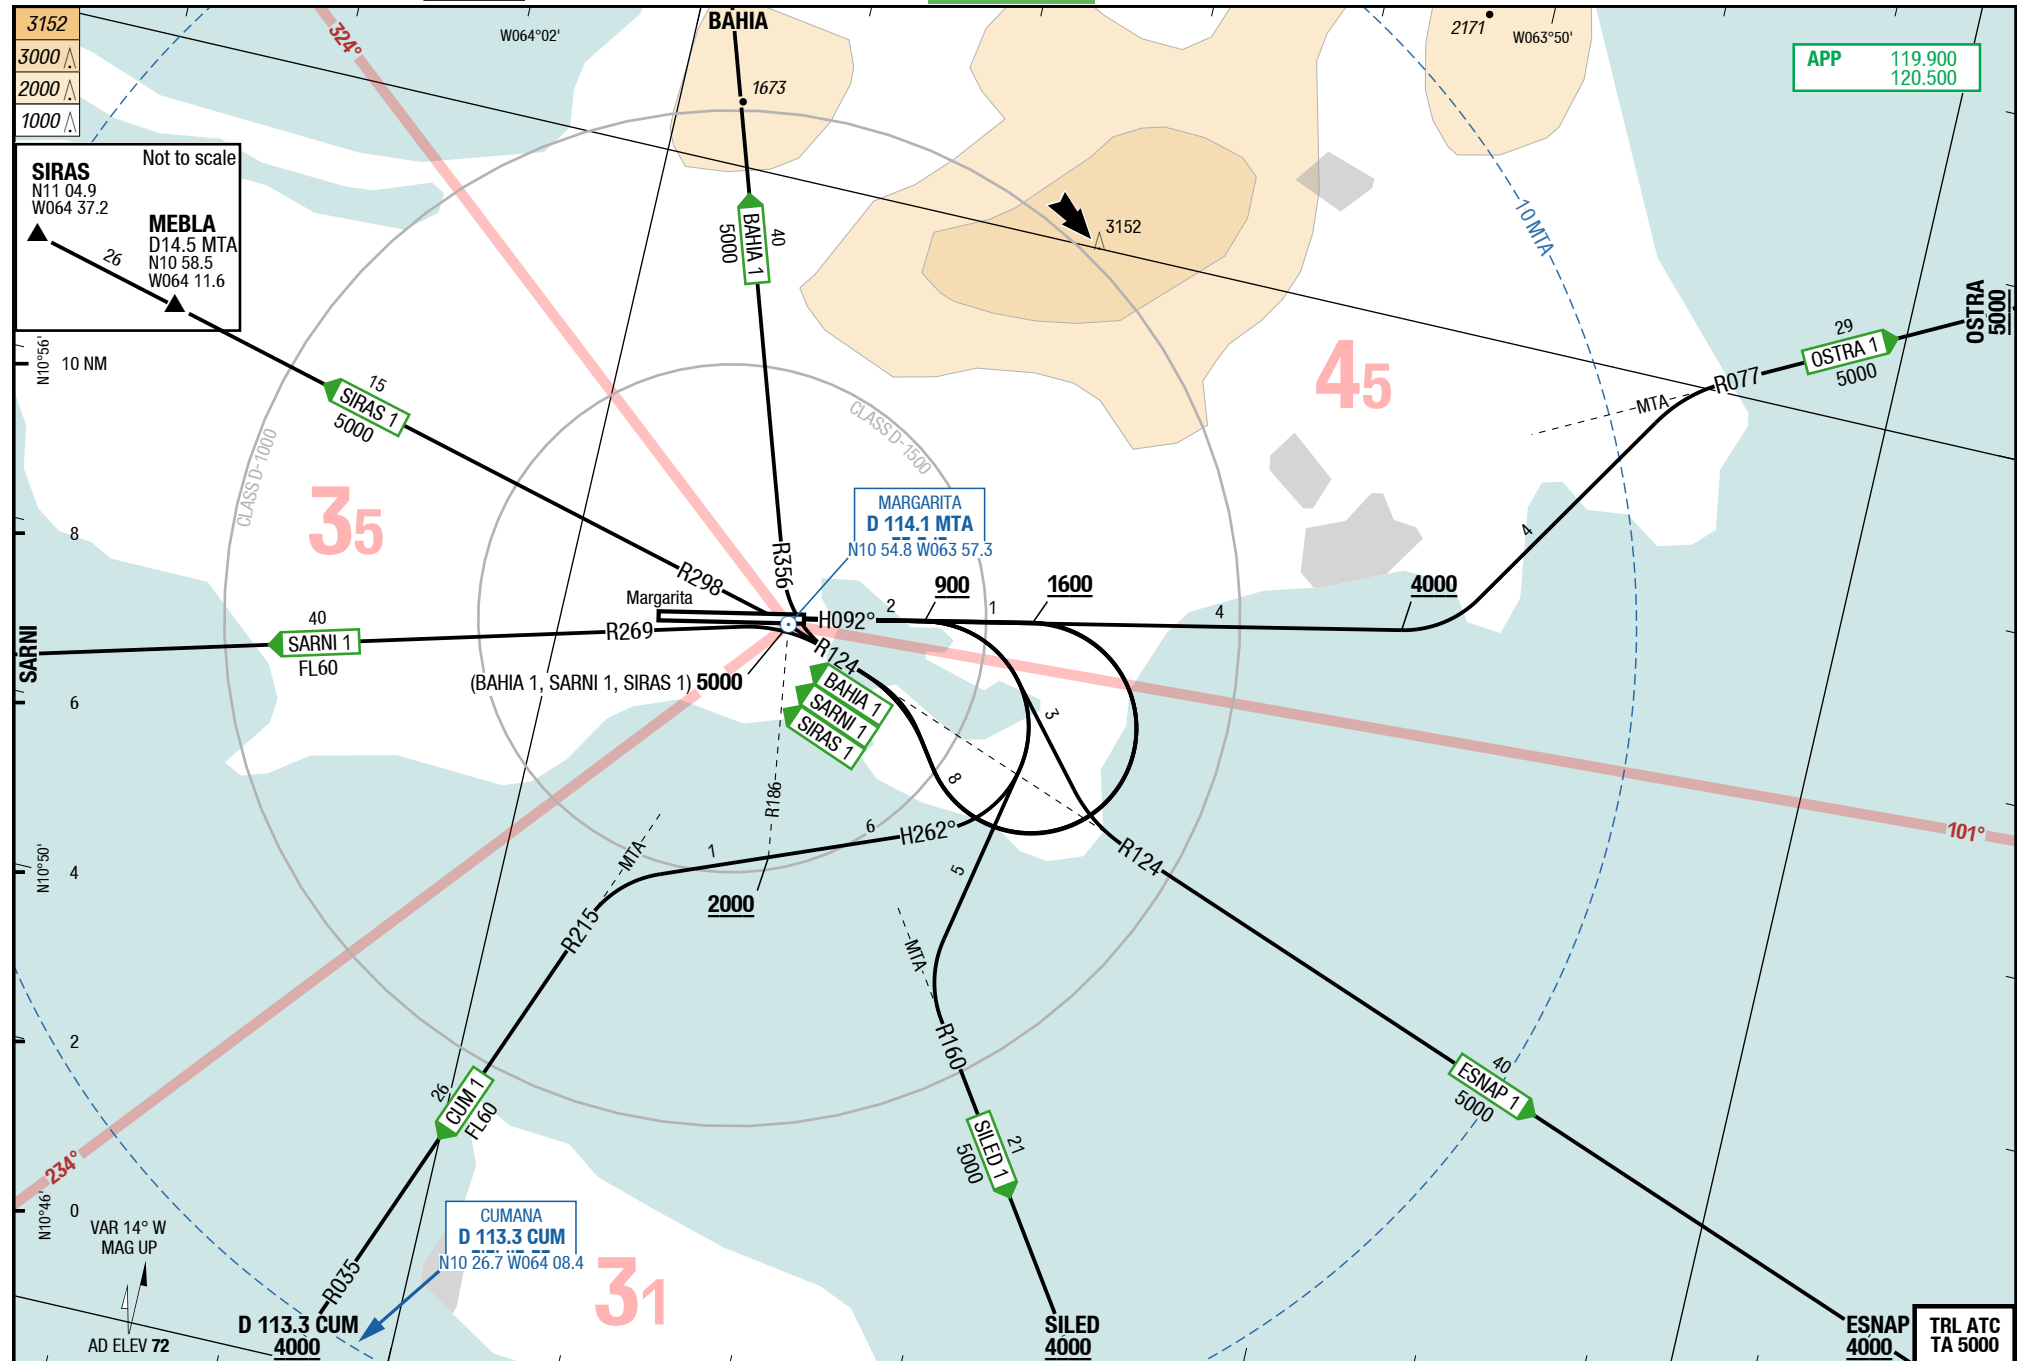 3152
3000
2000
1000
324°
W064°02'
BAHIA
1673
2171
W063°50'
APP 119.900
120.500
Not to scale
SIRAS
N11 04.9
W064 37.2
MEBLA
D14.5 MTA
N10 58.5
W064 11.6
26
BAHIA 1
5000
40
3152
10 MTA
OSTRA
5000
29
OSTRA 1
5000
R077
MTA
N10°56'
10 NM
15
SIRAS 1
5000
CLASS D-1000
CLASS D-1500
45
35
MARGARITA
D 114.1 MTA
N10 54.8 W063 57.3
8
4
R356
R298
Margarita
900
1600
4000
2
1
4
H092°
40
SARNI 1
FL60
R269
SARNI
R124
(BAHIA 1, SARNI 1, SIRAS 1) 5000
BAHIA 1
SARNI 1
SIRAS 1
6
3
8
R186
6
H262°
1
MTA
2000
101°
R124
N10°50'
4
5
R215
MTA
R160
2
26
CUM 1
FL60
40
ESNAP 1
5000
21
SILED 1
5000
234°
N10°46'
0
VAR 14° W
MAG UP
CUMANA
D 113.3 CUM
N10 26.7 W064 08.4
31
R035
D 113.3 CUM
4000
AD ELEV 72
SILED
4000
ESNAP
4000
TRL ATC
TA 5000